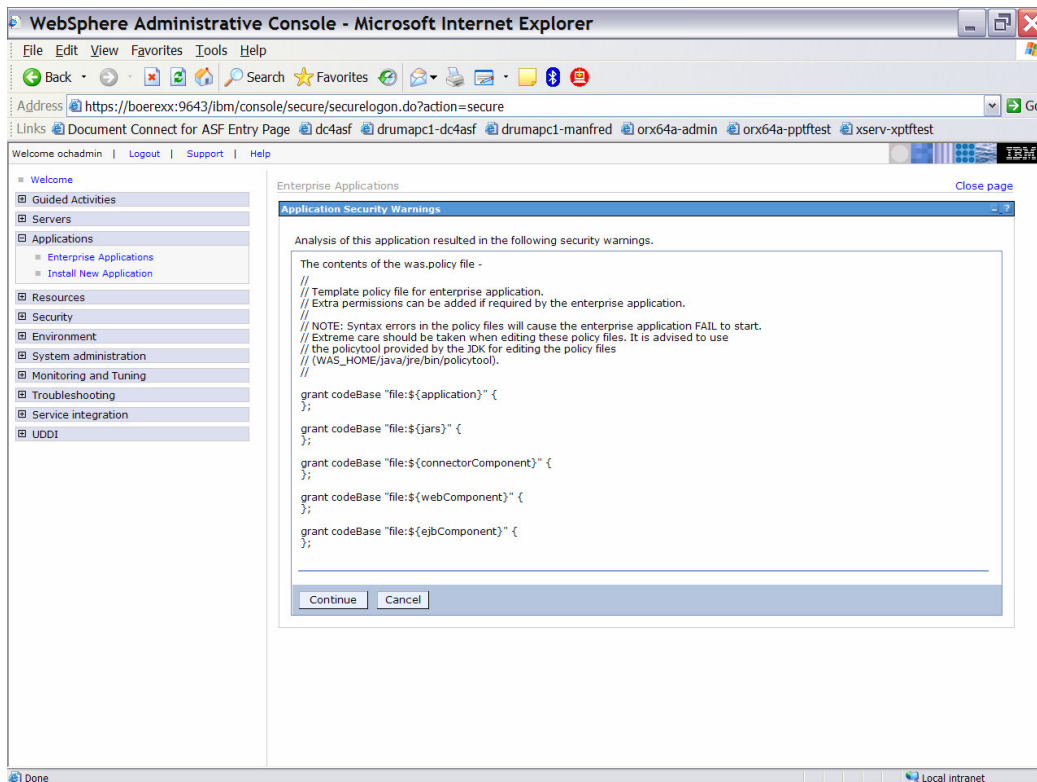 WebSphere Administrative Console - Microsoft Internet Explorer
File Edit View Favorites Tools Help
Back Search Favorites
Address https://boerexx:9643/ibm/console/secure/securelogon.do?action=secure Go
Links Document Connect for ASF Entry Page dc4asf drumapc1-dc4asf drumapc1-manfred orx64a-admin orx64a-pptftest xserv-xptftest
Welcome ochadmin | Logout | Support | Help IBM
Welcome
Guided Activities
Servers
Applications
Enterprise Applications
Install New Application
Resources
Security
Environment
System administration
Monitoring and Tuning
Troubleshooting
Service integration
UDDI
Enterprise Applications Close page
Application Security Warnings - ?
Analysis of this application resulted in the following security warnings.
The contents of the was.policy file -
//
// Template policy file for enterprise application.
// Extra permissions can be added if required by the enterprise application.
//
// NOTE: Syntax errors in the policy files will cause the enterprise application FAIL to start.
// Extreme care should be taken when editing these policy files. It is advised to use
// the policytool provided by the JDK for editing the policy files
// (WAS_HOME/java/jre/bin/policytool).
//
grant codeBase "file:${application}" {
};
grant codeBase "file:${jars}" {
};
grant codeBase "file:${connectorComponent}" {
};
grant codeBase "file:${webComponent}" {
};
grant codeBase "file:${ejbComponent}" {
};
Continue Cancel
Done Local intranet